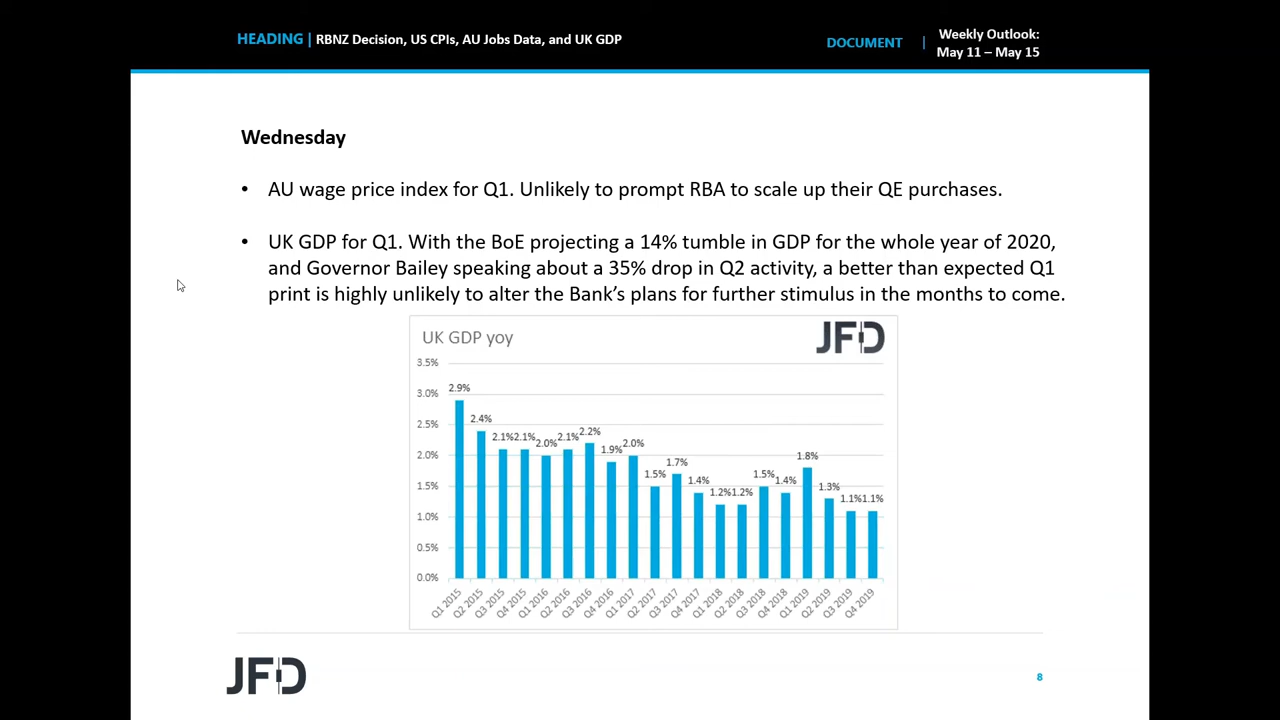 HEADING | RBNZ Decision, US CPIs, AU Jobs Data, and UK GDP
DOCUMENT | Weekly Outlook:
May 11 – May 15
Wednesday
• AU wage price index for Q1. Unlikely to prompt RBA to scale up their QE purchases.
• UK GDP for Q1. With the BoE projecting a 14% tumble in GDP for the whole year of 2020,
and Governor Bailey speaking about a 35% drop in Q2 activity, a better than expected Q1
print is highly unlikely to alter the Bank's plans for further stimulus in the months to come.
UK GDP yoy
JFD
3.5%
3.0%
2.5%
2.0%
1.5%
1.0%
0.5%
0.0%
2.9%
2.4%
2.1%
2.1%
2.0%
2.1%
2.2%
1.9%
2.0%
1.5%
1.7%
1.4%
1.2%
1.2%
1.5%
1.4%
1.8%
1.3%
1.1%
1.1%
Q1 2015
Q2 2015
Q3 2015
Q4 2015
Q1 2016
Q2 2016
Q3 2016
Q4 2016
Q1 2017
Q2 2017
Q3 2017
Q4 2017
Q1 2018
Q2 2018
Q3 2018
Q4 2018
Q1 2019
Q2 2019
Q3 2019
Q4 2019
JFD
8